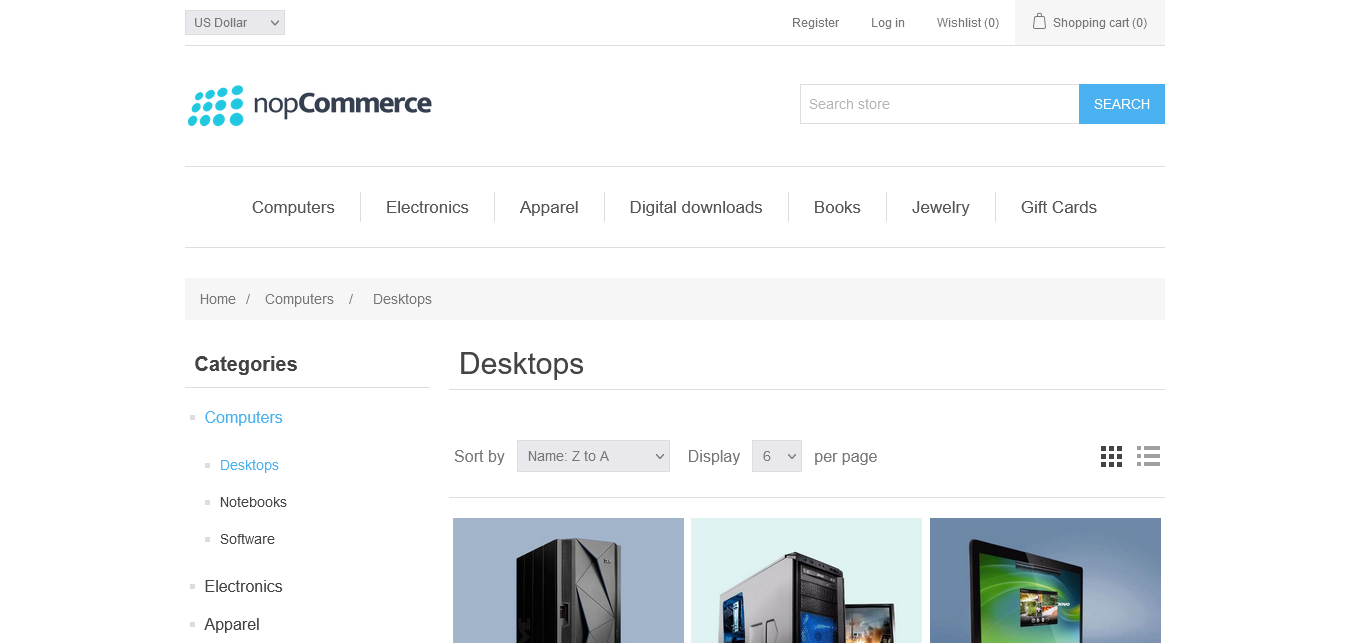 US Dollar Register Log in Wishlist (0) Shopping cart (0)
nopCommerce Search store SEARCH
Computers Electronics Apparel Digital downloads Books Jewelry Gift Cards
Home / Computers / Desktops
Categories
Computers
Desktops
Notebooks
Software
Electronics
Apparel
Desktops
Sort by Name: Z to A Display 6 per page